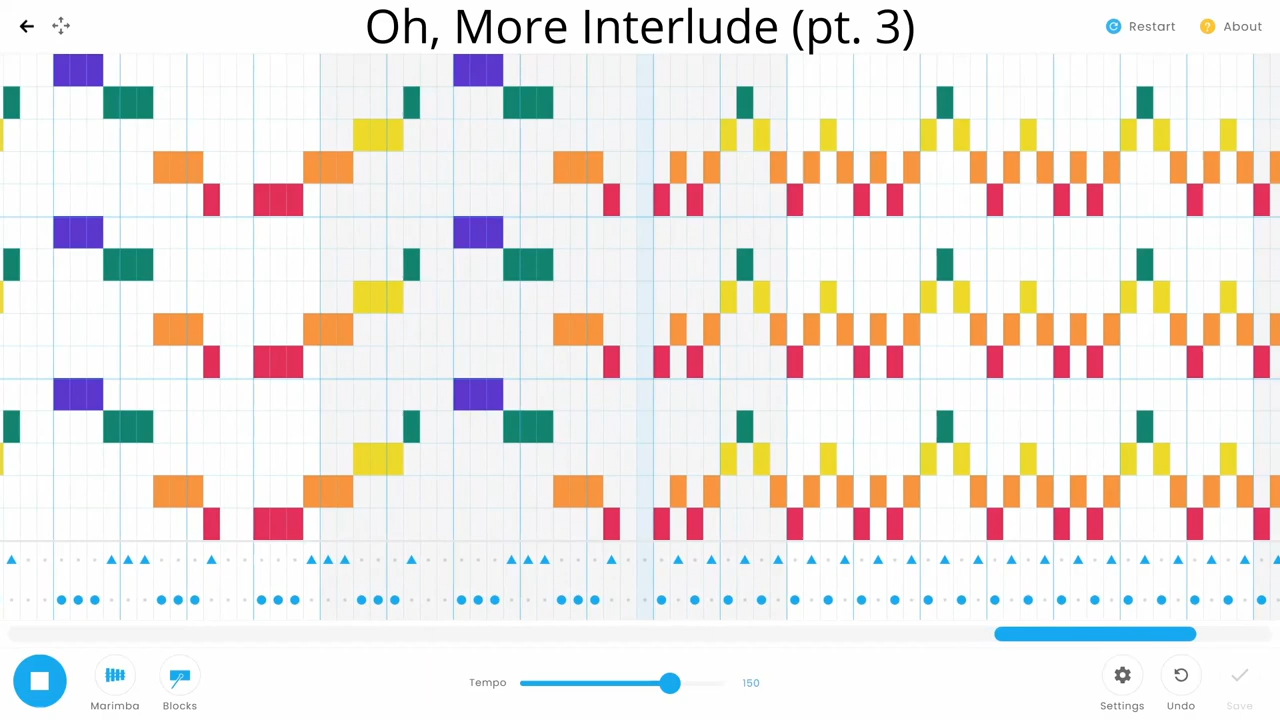 Oh, More Interlude (pt. 3)
Restart
About
Tempo
150
Marimba
Blocks
Settings
Undo
Save